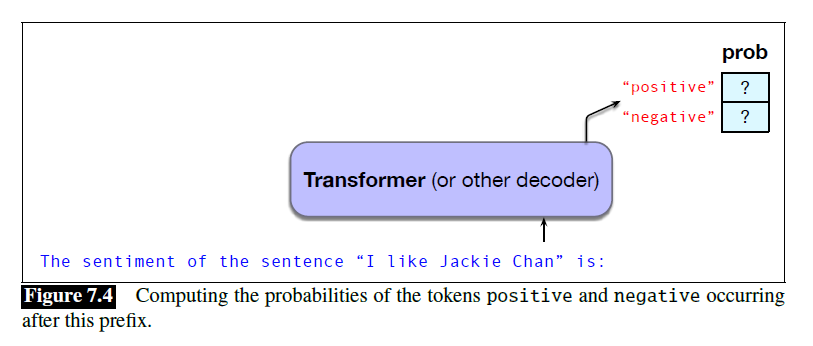 prob
“positive” ?
“negative” ?
Transformer (or other decoder)
The sentiment of the sentence “I like Jackie Chan” is:
Figure 7.4 Computing the probabilities of the tokens positive and negative occurring
after this prefix.